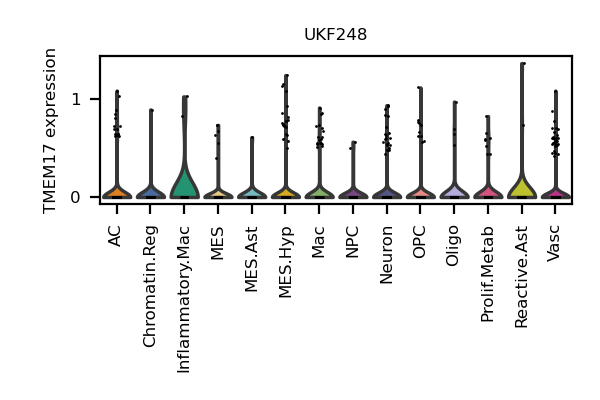 UKF248
TMEM17 expression
1
0
AC
Chromatin.Reg
Inflammatory.Mac
MES
MES.Ast
MES.Hyp
Mac
NPC
Neuron
OPC
Oligo
Prolif.Metab
Reactive.Ast
Vasc